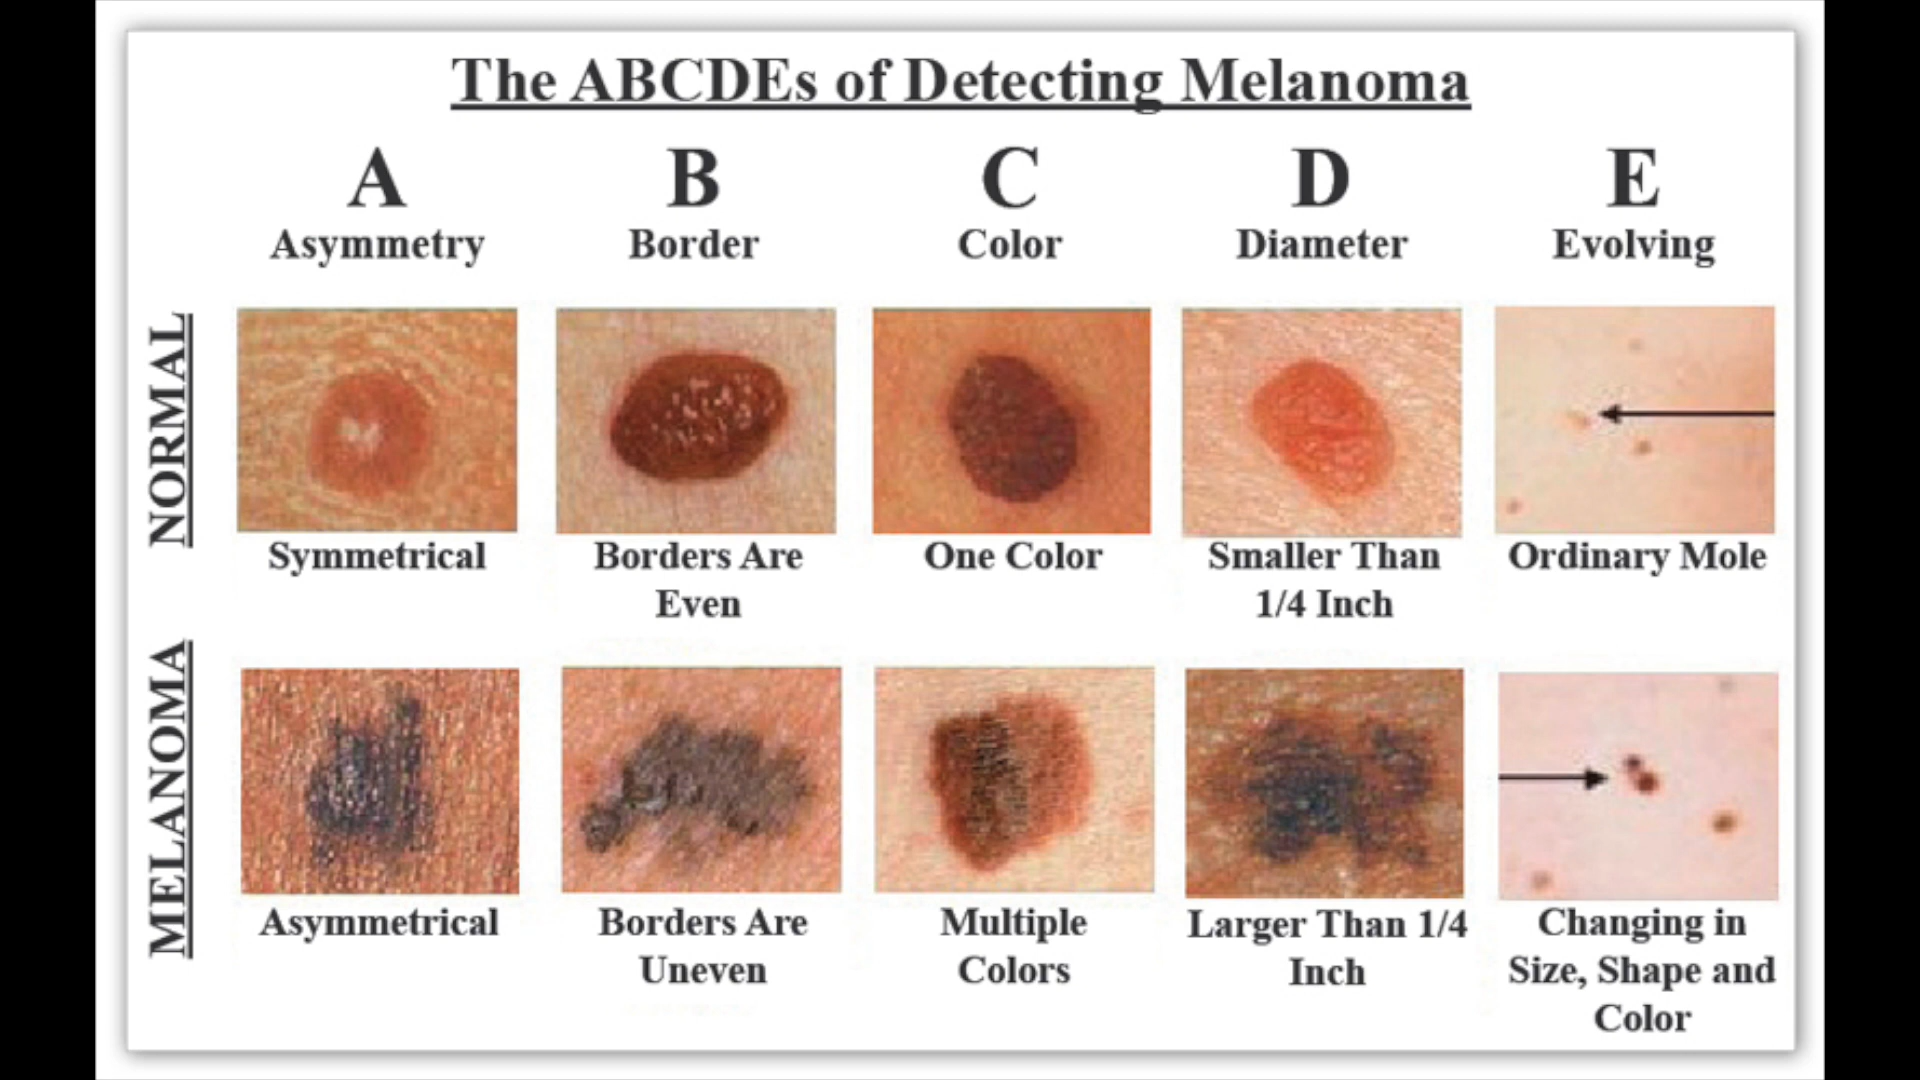 The ABCDEs of Detecting Melanoma
A B C D E
Asymmetry Border Color Diameter Evolving
NORMAL
Symmetrical Borders Are Even One Color Smaller Than 1/4 Inch Ordinary Mole
MELANOMA
Asymmetrical Borders Are Uneven Multiple Colors Larger Than 1/4 Inch Changing in Size, Shape and Color